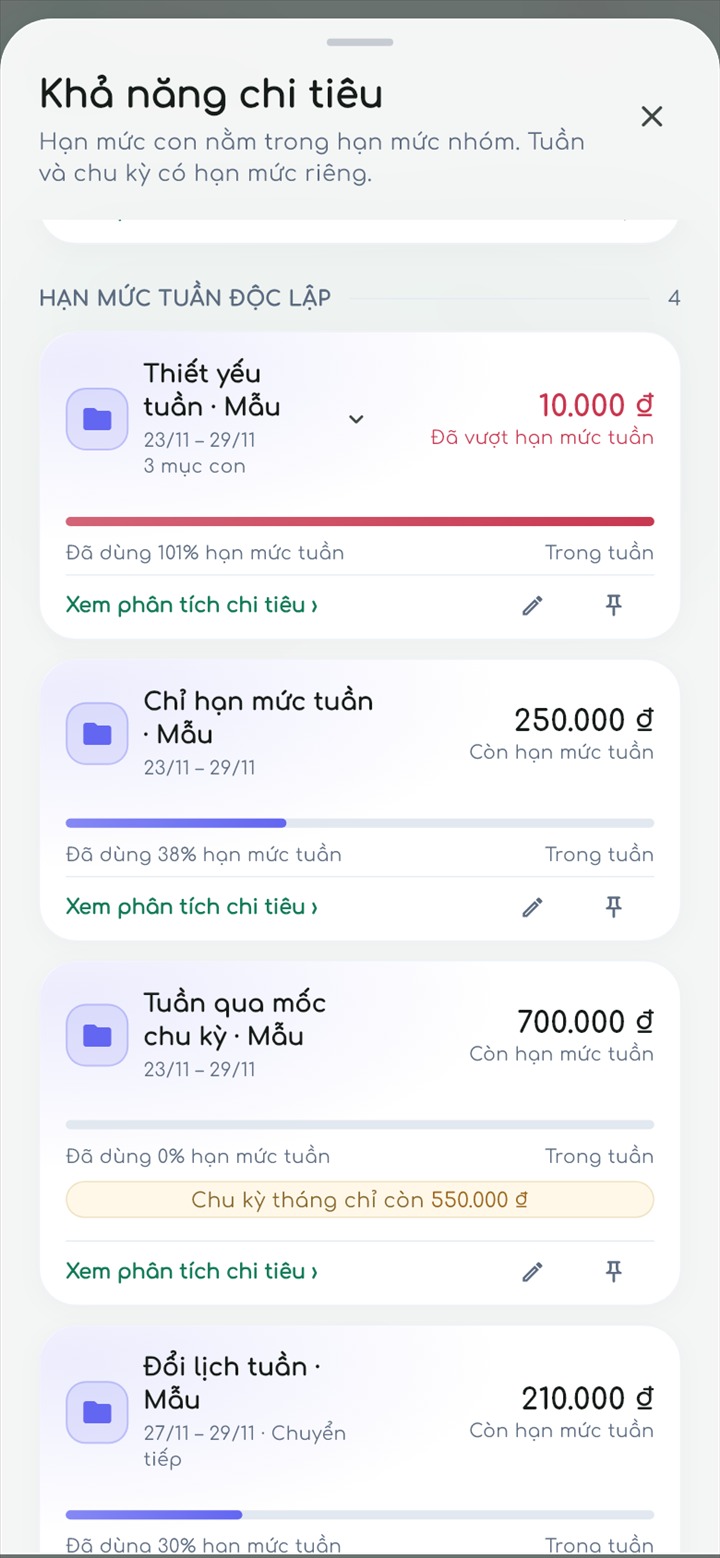 Khả năng chi tiêu
Hạn mức con nằm trong hạn mức nhóm. Tuần
và chu kỳ có hạn mức riêng.
HẠN MỨC TUẦN ĐỘC LẬP 4
Thiết yếu
tuần · Mẫu
23/11 – 29/11
3 mục con
10.000 ₫
Đã vượt hạn mức tuần
Đã dùng 101% hạn mức tuần Trong tuần
Xem phân tích chi tiêu ›
Chỉ hạn mức tuần
· Mẫu
23/11 – 29/11
250.000 ₫
Còn hạn mức tuần
Đã dùng 38% hạn mức tuần Trong tuần
Xem phân tích chi tiêu ›
Tuần qua mốc
chu kỳ · Mẫu
23/11 – 29/11
700.000 ₫
Còn hạn mức tuần
Đã dùng 0% hạn mức tuần Trong tuần
Chu kỳ tháng chỉ còn 550.000 ₫
Xem phân tích chi tiêu ›
Đổi lịch tuần ·
Mẫu
27/11 – 29/11 · Chuyển
tiếp
210.000 ₫
Còn hạn mức tuần
Đã dùng 30% hạn mức tuần Trong tuần